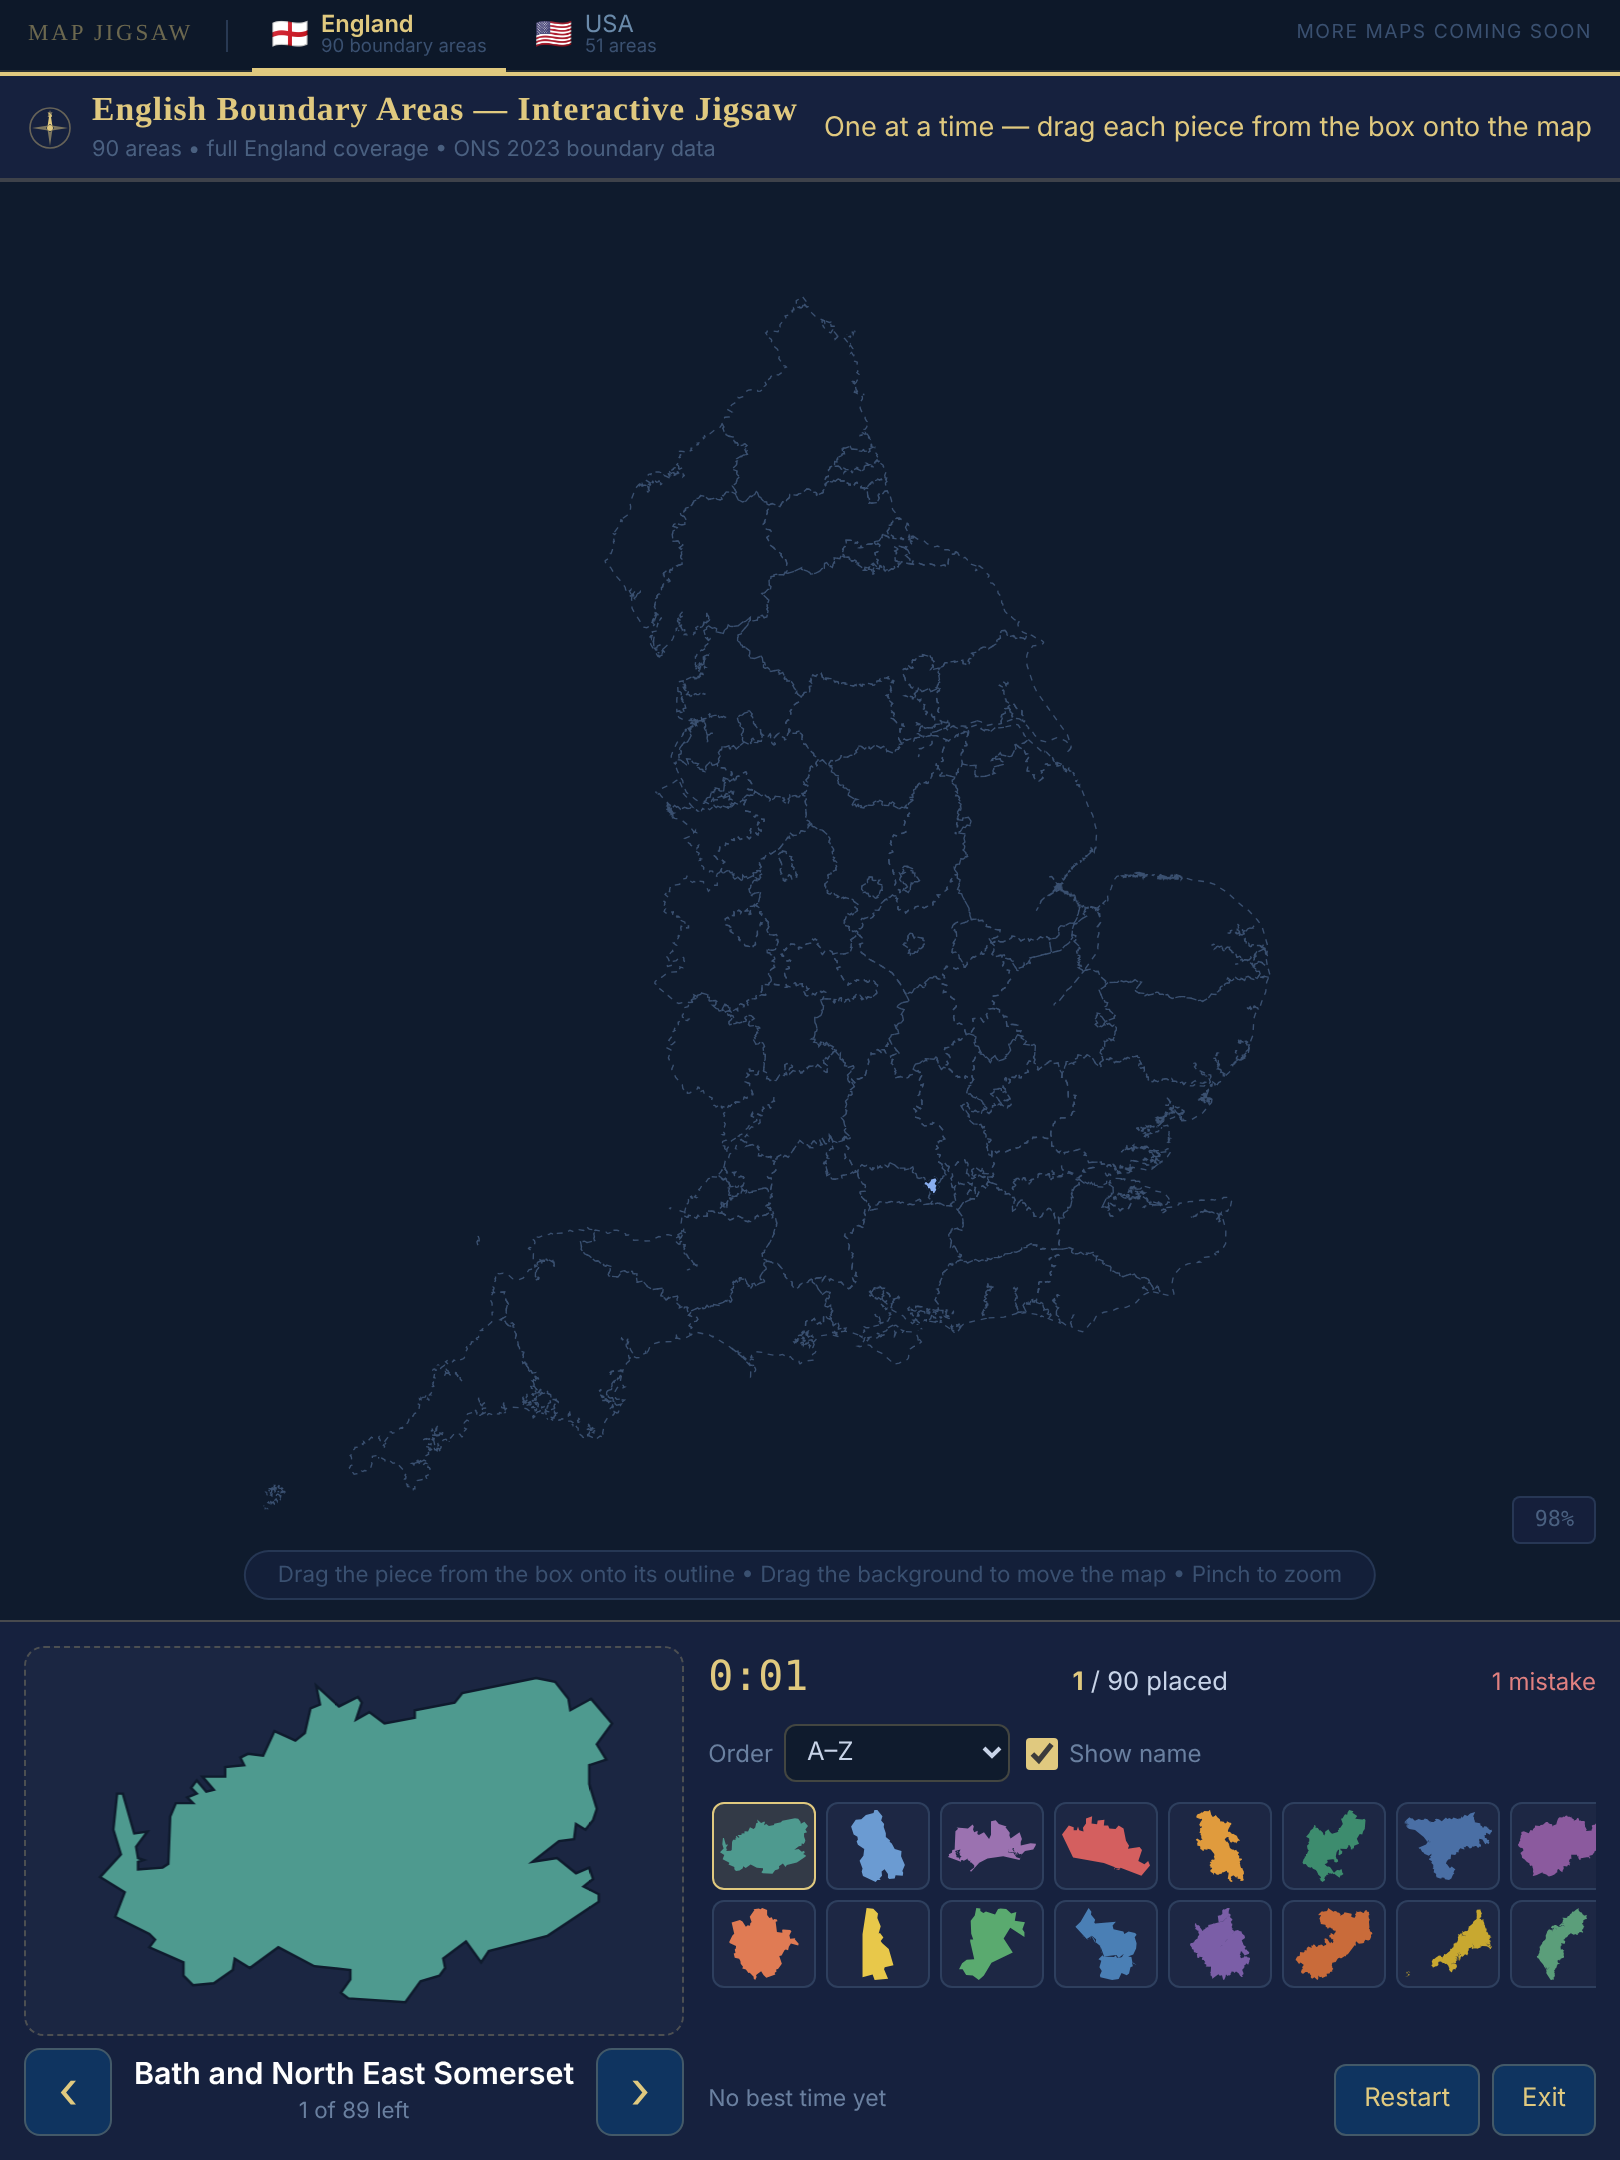 MAP JIGSAW
England
90 boundary areas
USA
51 areas
MORE MAPS COMING SOON
English Boundary Areas — Interactive Jigsaw
90 areas • full England coverage • ONS 2023 boundary data
One at a time — drag each piece from the box onto the map
98%
Drag the piece from the box onto its outline • Drag the background to move the map • Pinch to zoom
0:01
1 / 90 placed
1 mistake
Order
A–Z
Show name
‹
Bath and North East Somerset
1 of 89 left
›
No best time yet
Restart
Exit